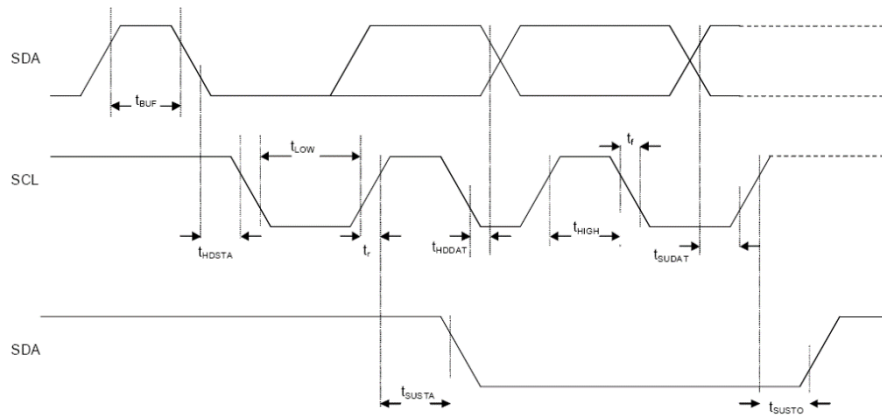 SDA
tBUF
tLOW
tf
SCL
tHDSTA
tr
tHDDAT
tHIGH
tSUDAT
SDA
tSUSTA
tSUSTO